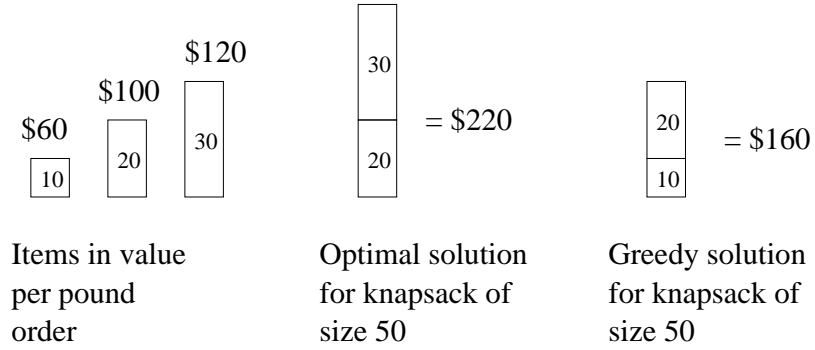 $60
$100
$120
10
20
30
30
20
= $220
20
10
= $160
Items in value
per pound
order
Optimal solution
for knapsack of
size 50
Greedy solution
for knapsack of
size 50